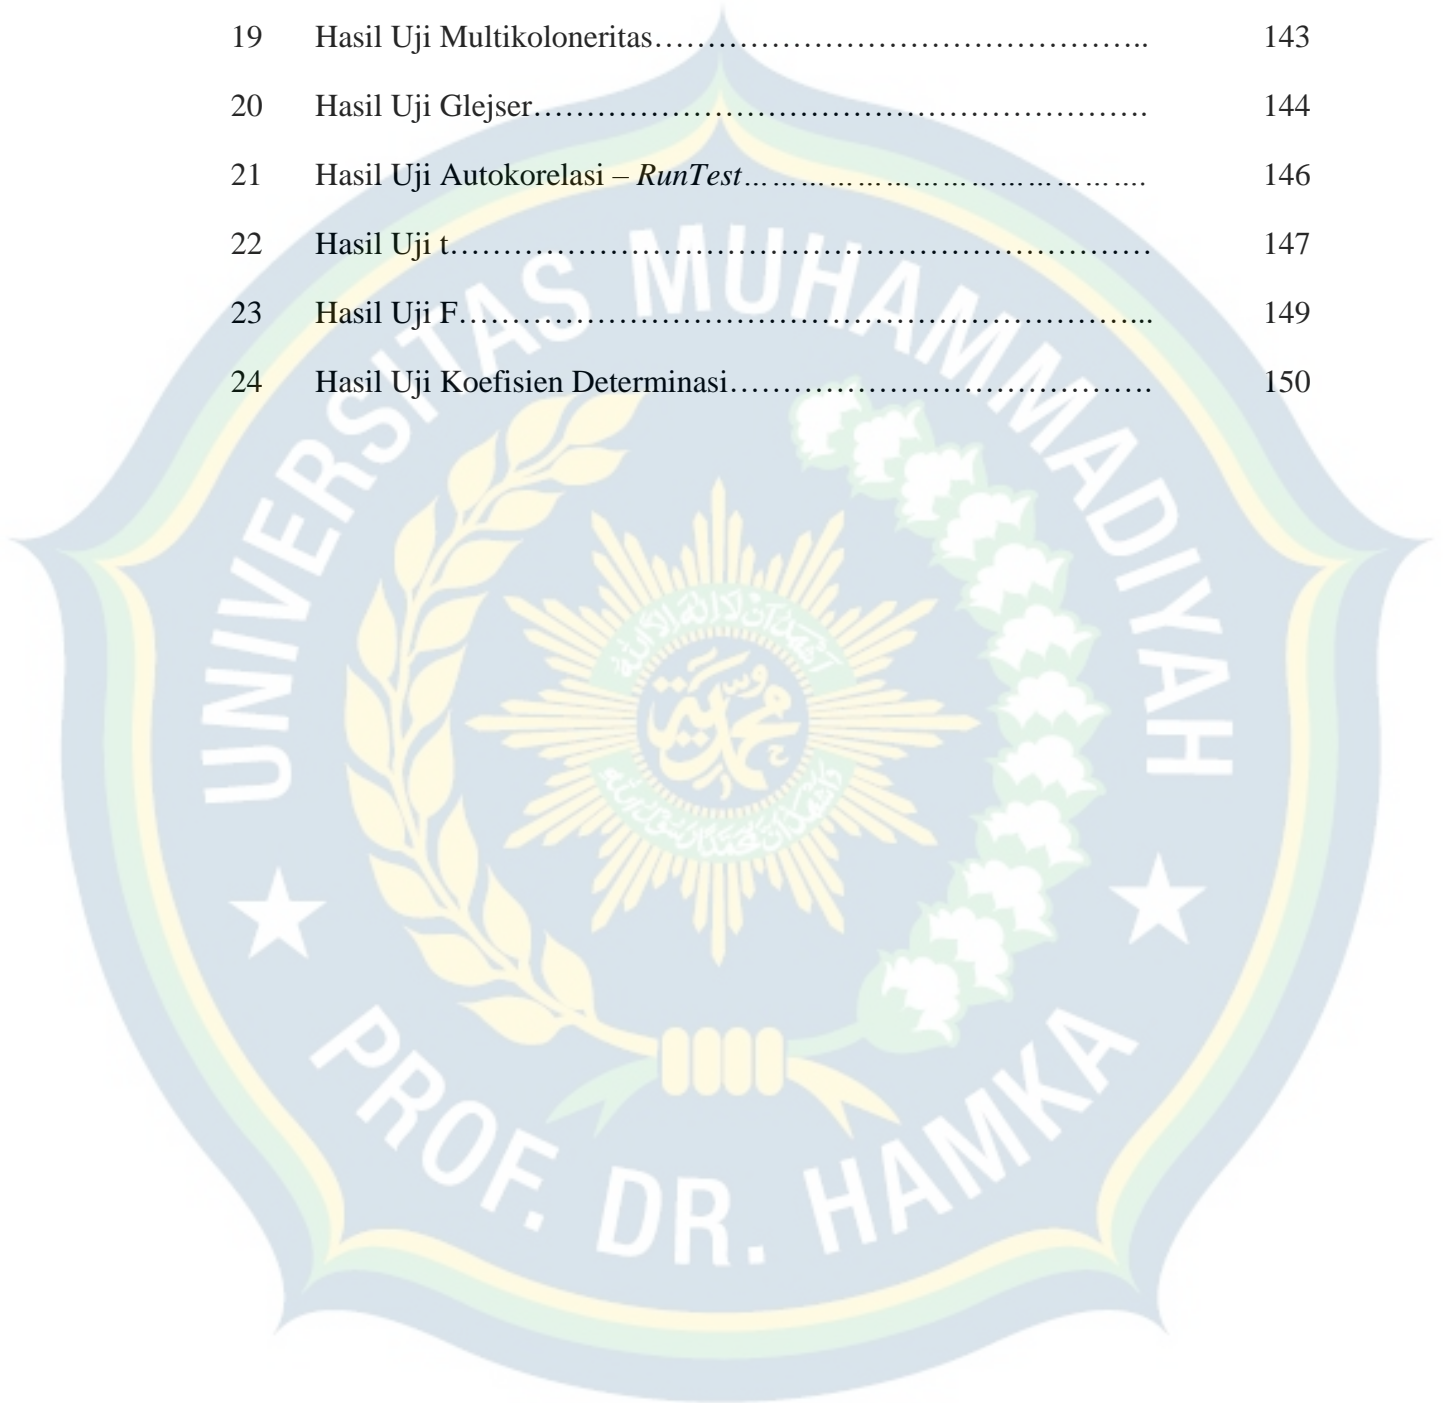 19 Hasil Uji Multikoloneritas…………………………………………..  143
20 Hasil Uji Glejser………………………………………………….  144
21 Hasil Uji Autokorelasi – RunTest…………………………………….  146
22 Hasil Uji t…………………………………………………………  147
23 Hasil Uji F………………………………………………………....  149
24 Hasil Uji Koefisien Determinasi………………………………….  150
UNIVERSITAS MUHAMMADIYAH
محمدية
PROF. DR. HAMKA